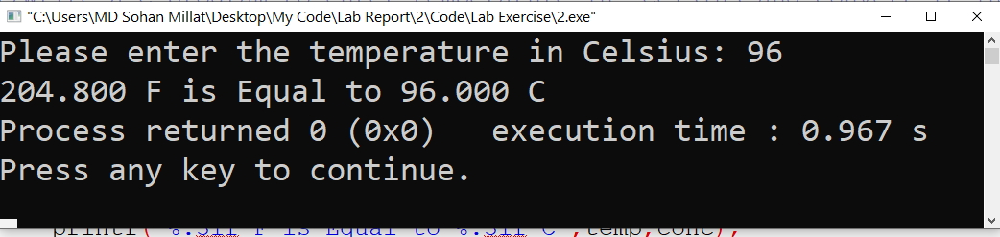 "C:\Users\MD Sohan Millat\Desktop\My Code\Lab Report\2\Code\Lab Exercise\2.exe"
Please enter the temperature in Celsius: 96
204.800 F is Equal to 96.000 C
Process returned 0 (0x0)   execution time : 0.967 s
Press any key to continue.
printf("%.3lf F is Equal to %.3lf C",temp,conc);